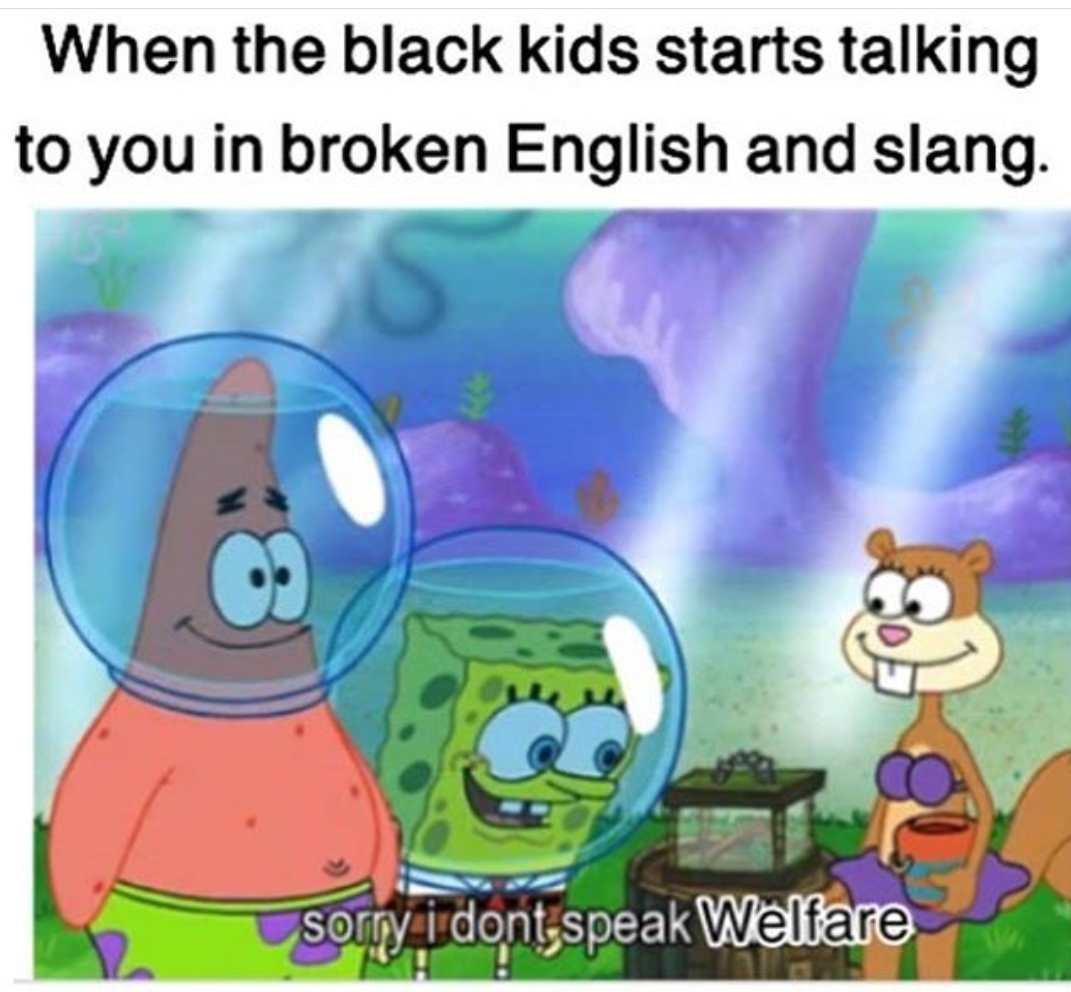 When the black kids starts talking
to you in broken English and slang.
sorry i dont speak Welfare